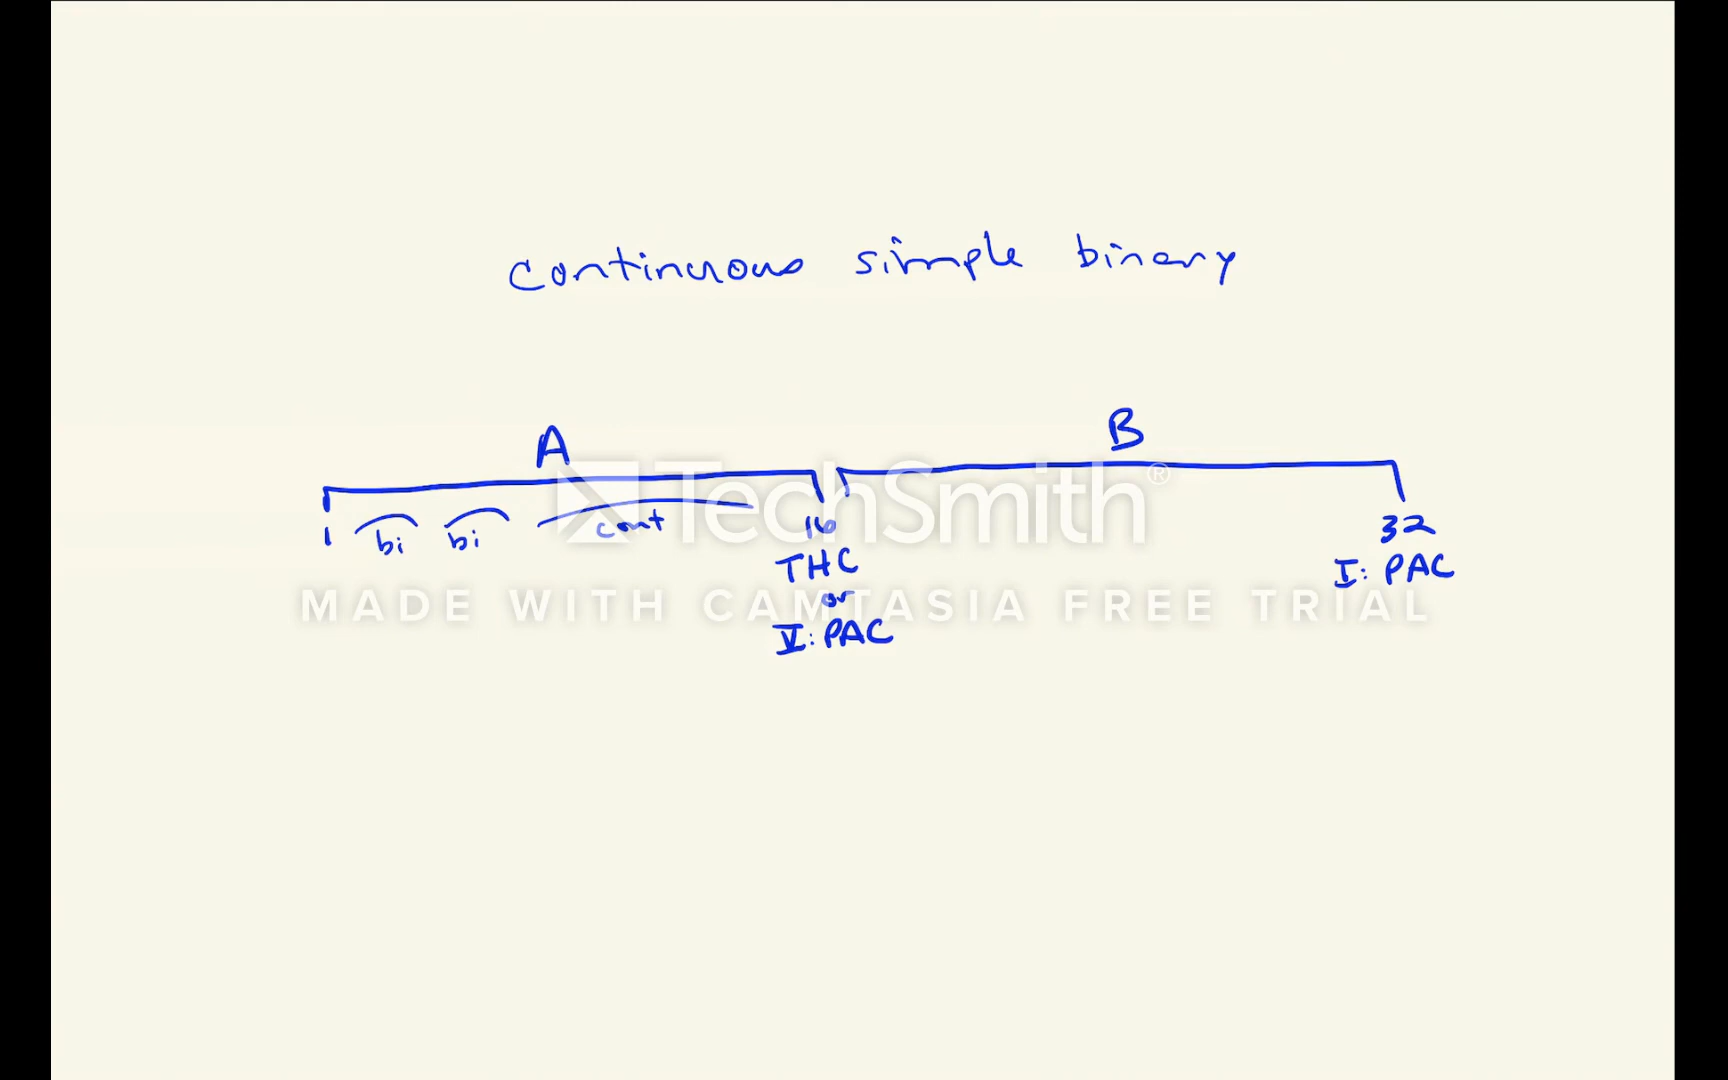 continuous simple binary
A B
TechSmith®
1 bi bi cont 16 32
THC I: PAC
or
MADE WITH CAMTASIA FREE TRIAL
V: PAC